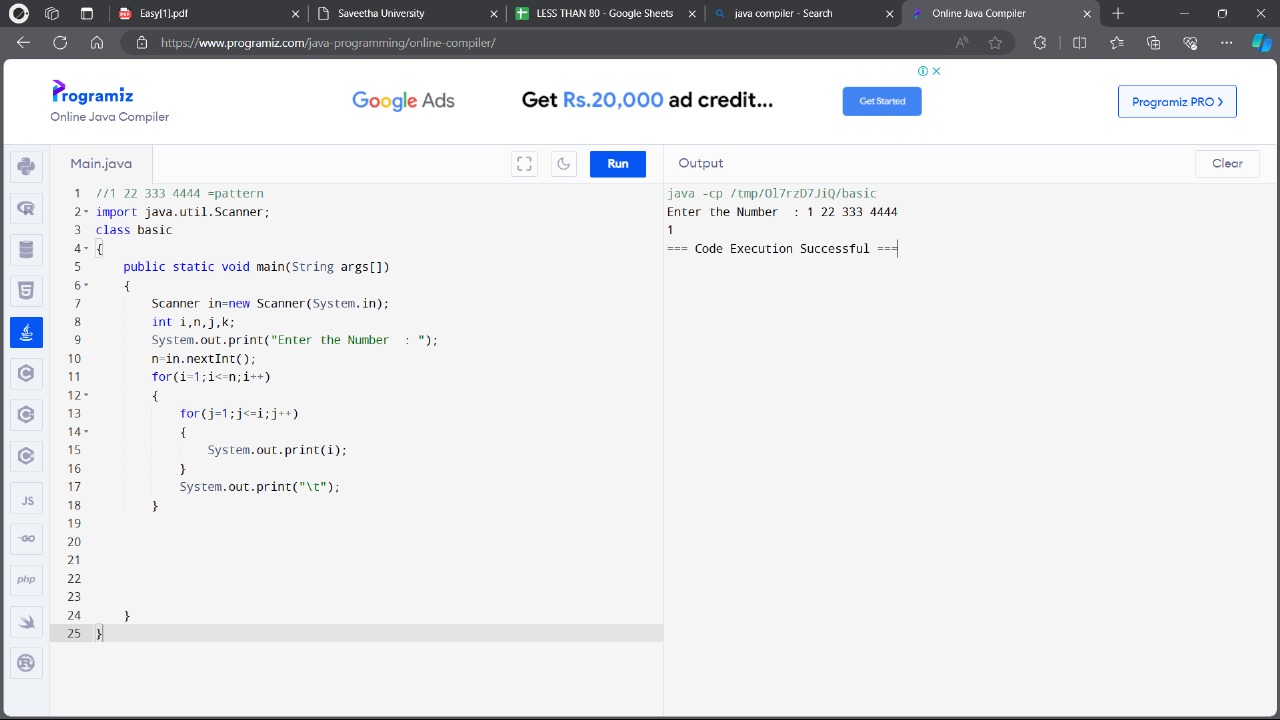 Easy[1].pdf
Saveetha University
LESS THAN 80 - Google Sheets
java compiler - Search
Online Java Compiler
https://www.programiz.com/java-programming/online-compiler/
Programiz
Online Java Compiler
Google Ads
Get Rs.20,000 ad credit...
Get Started
Programiz PRO >
Main.java
Run
Output
Clear
1 //1 22 333 4444 =pattern
2 import java.util.Scanner;
3 class basic
4 {
5 public static void main(String args[])
6 {
7 Scanner in=new Scanner(System.in);
8 int i,n,j,k;
9 System.out.print("Enter the Number  : ");
10 n=in.nextInt();
11 for(i=1;i<=n;i++)
12 {
13 for(j=1;j<=i;j++)
14 {
15 System.out.print(i);
16 }
17 System.out.print("\t");
18 }
19
20
21
22
23
24 }
25 }
java -cp /tmp/Ol7rzD7JiQ/basic
Enter the Number  : 1 22 333 4444
1
=== Code Execution Successful ===
JS
GO
php